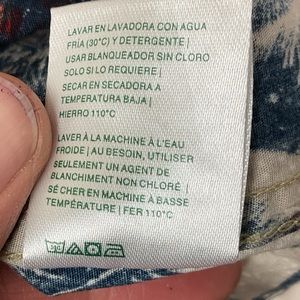 LAVAR EN LAVADORA CON AGUA
FRÍA (30°C) Y DETERGENTE |
USAR BLANQUEADOR SIN CLORO
SOLO SI LO REQUIERE |
SECAR EN SECADORA A
TEMPERATURA BAJA |
HIERRO 110°C
LAVER À LA MACHINE À L'EAU
FROIDE | AU BESOIN, UTILISER
SEULEMENT UN AGENT DE
BLANCHIMENT NON CHLORÉ |
SÉCHER EN MACHINE À BASSE
TEMPÉRATURE | FER 110°C